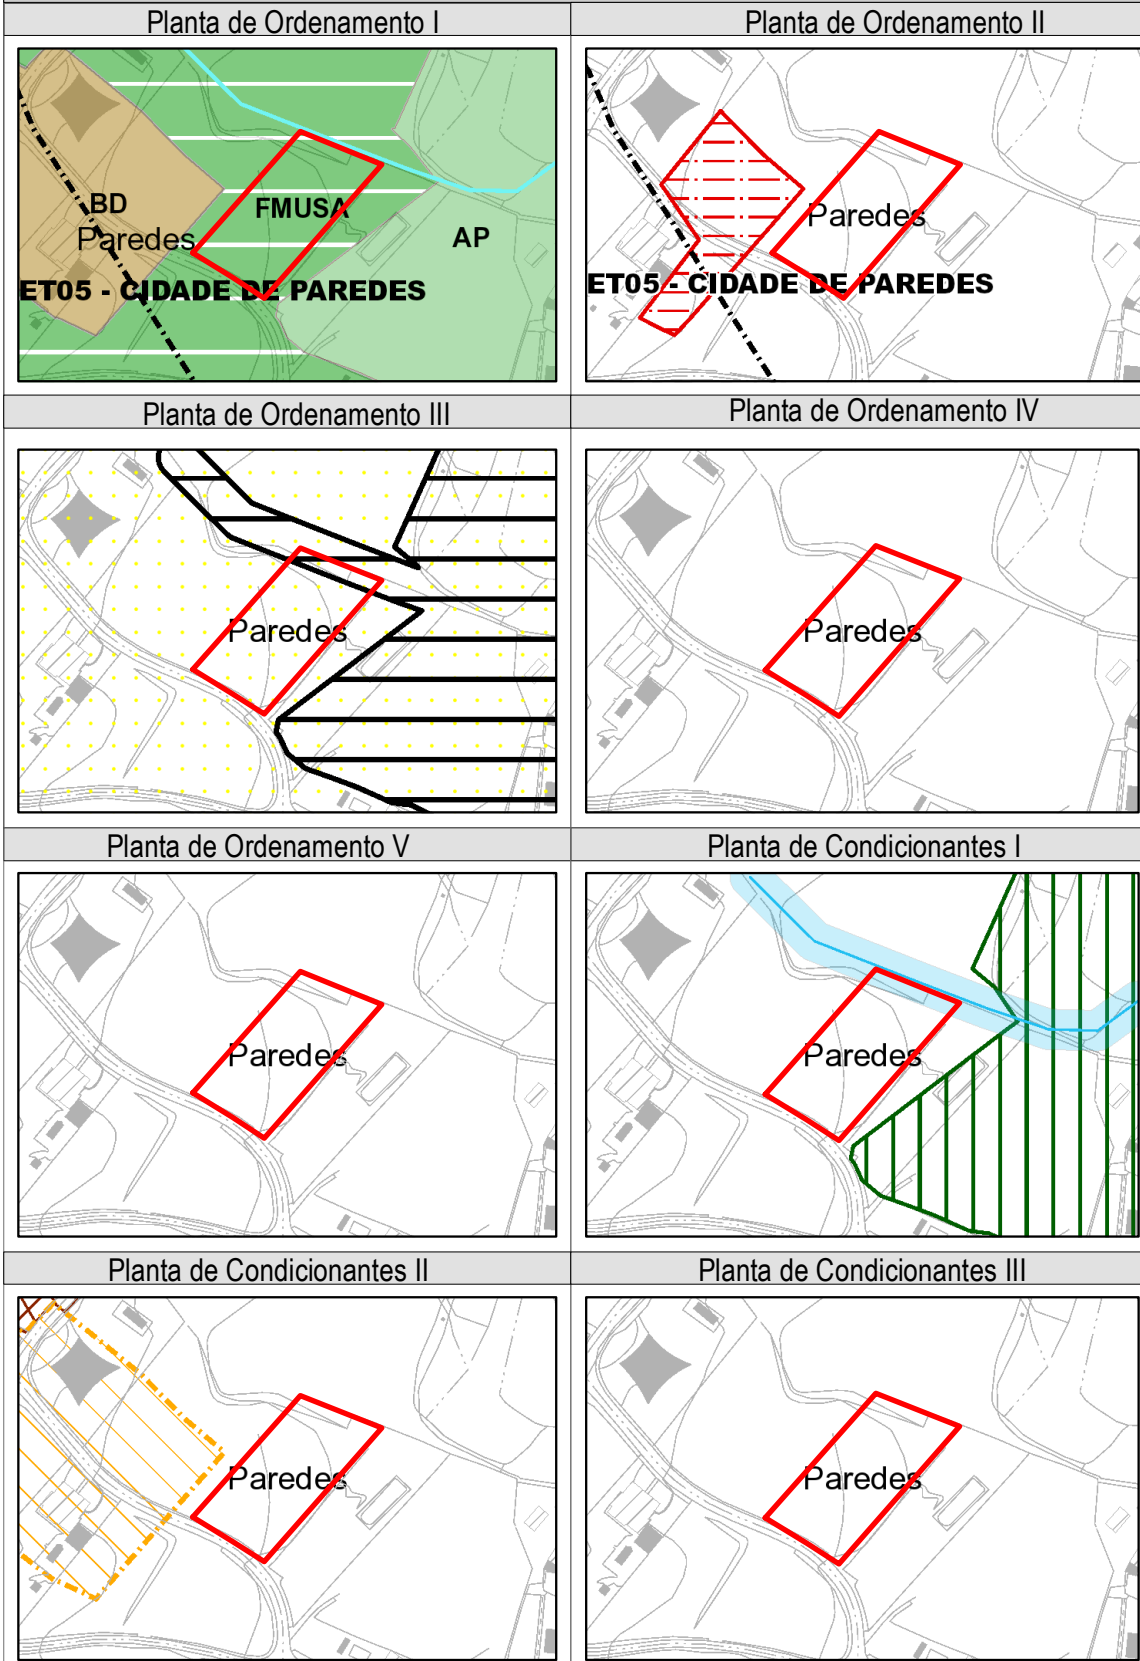 Planta de Ordenamento I
Planta de Ordenamento II
BD
Paredes
FMUSA
AP
ET05 - CIDADE DE PAREDES
Paredes
ET05 - CIDADE DE PAREDES
Planta de Ordenamento III
Planta de Ordenamento IV
Paredes
Paredes
Planta de Ordenamento V
Planta de Condicionantes I
Paredes
Paredes
Planta de Condicionantes II
Planta de Condicionantes III
Paredes
Paredes